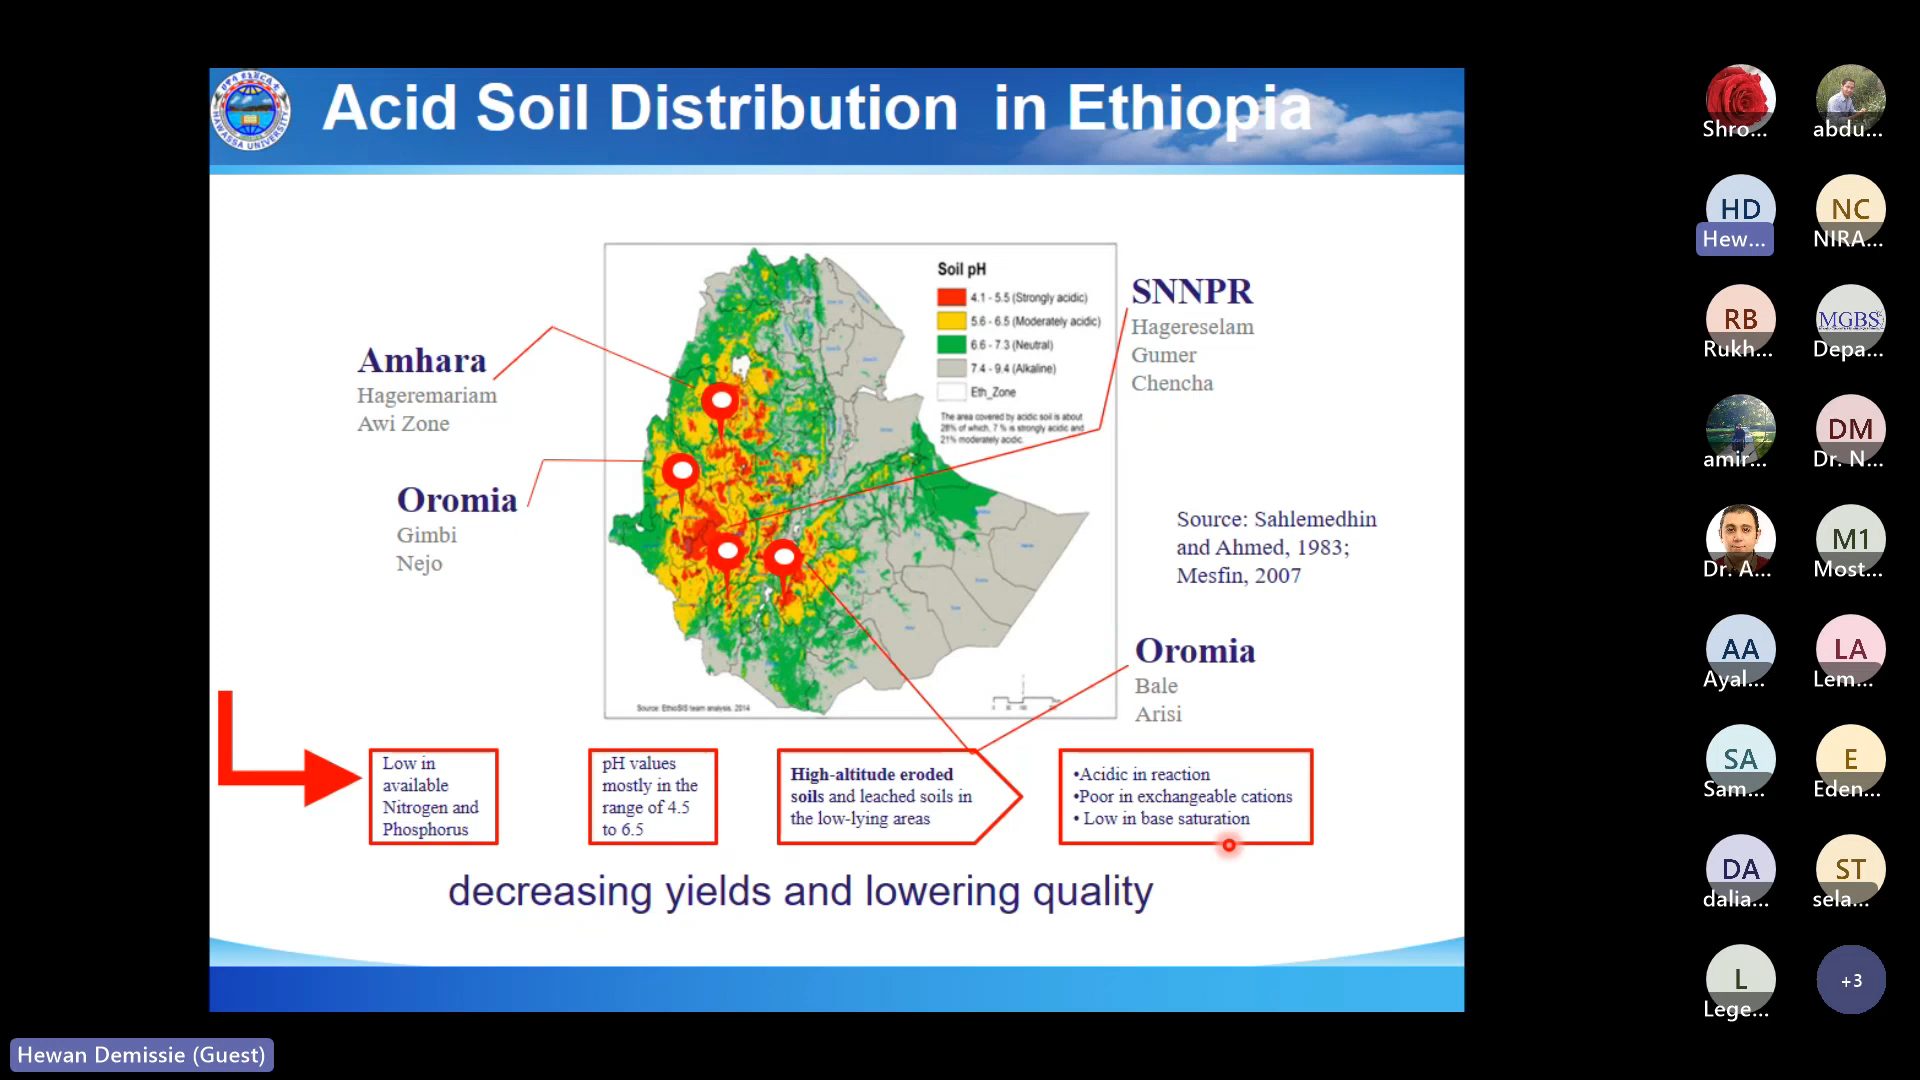 Acid Soil Distribution in Ethiopia
HAWASSA UNIVERSITY
Soil pH
4.1 - 5.5 (Strongly acidic)
5.6 - 6.5 (Moderately acidic)
6.6 - 7.3 (Neutral)
7.4 - 9.4 (Alkaline)
Eth_Zone
The area covered by acidic soil is about
28% of which, 7 % is strongly acidic and
21% moderately acidic.
Source: EthioSIS team analysis, 2014
Amhara
Hageremariam
Awi Zone
Oromia
Gimbi
Nejo
SNNPR
Hagereselam
Gumer
Chencha
Source: Sahlemedhin
and Ahmed, 1983;
Mesfin, 2007
Oromia
Bale
Arisi
Low in
available
Nitrogen and
Phosphorus
pH values
mostly in the
range of 4.5
to 6.5
High-altitude eroded
soils and leached soils in
the low-lying areas
•Acidic in reaction
•Poor in exchangeable cations
• Low in base saturation
decreasing yields and lowering quality
Shro...
abdu...
HD
Hew...
NC
NIRA...
RB
Rukh...
MGBS
Depa...
amir...
DM
Dr. N...
Dr. A...
M1
Most...
AA
Ayal...
LA
Lem...
SA
Sam...
E
Eden...
DA
dalia...
ST
sela...
L
Lege...
+3
Hewan Demissie (Guest)